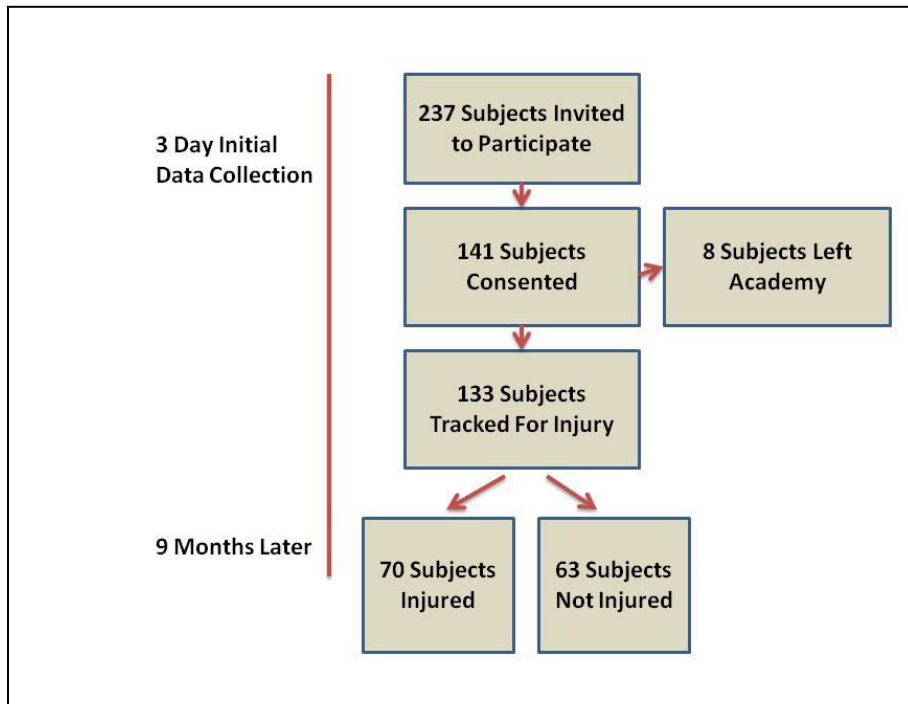 237 Subjects Invited
to Participate
3 Day Initial
Data Collection
141 Subjects
Consented
8 Subjects Left
Academy
133 Subjects
Tracked For Injury
9 Months Later
70 Subjects
Injured
63 Subjects
Not Injured